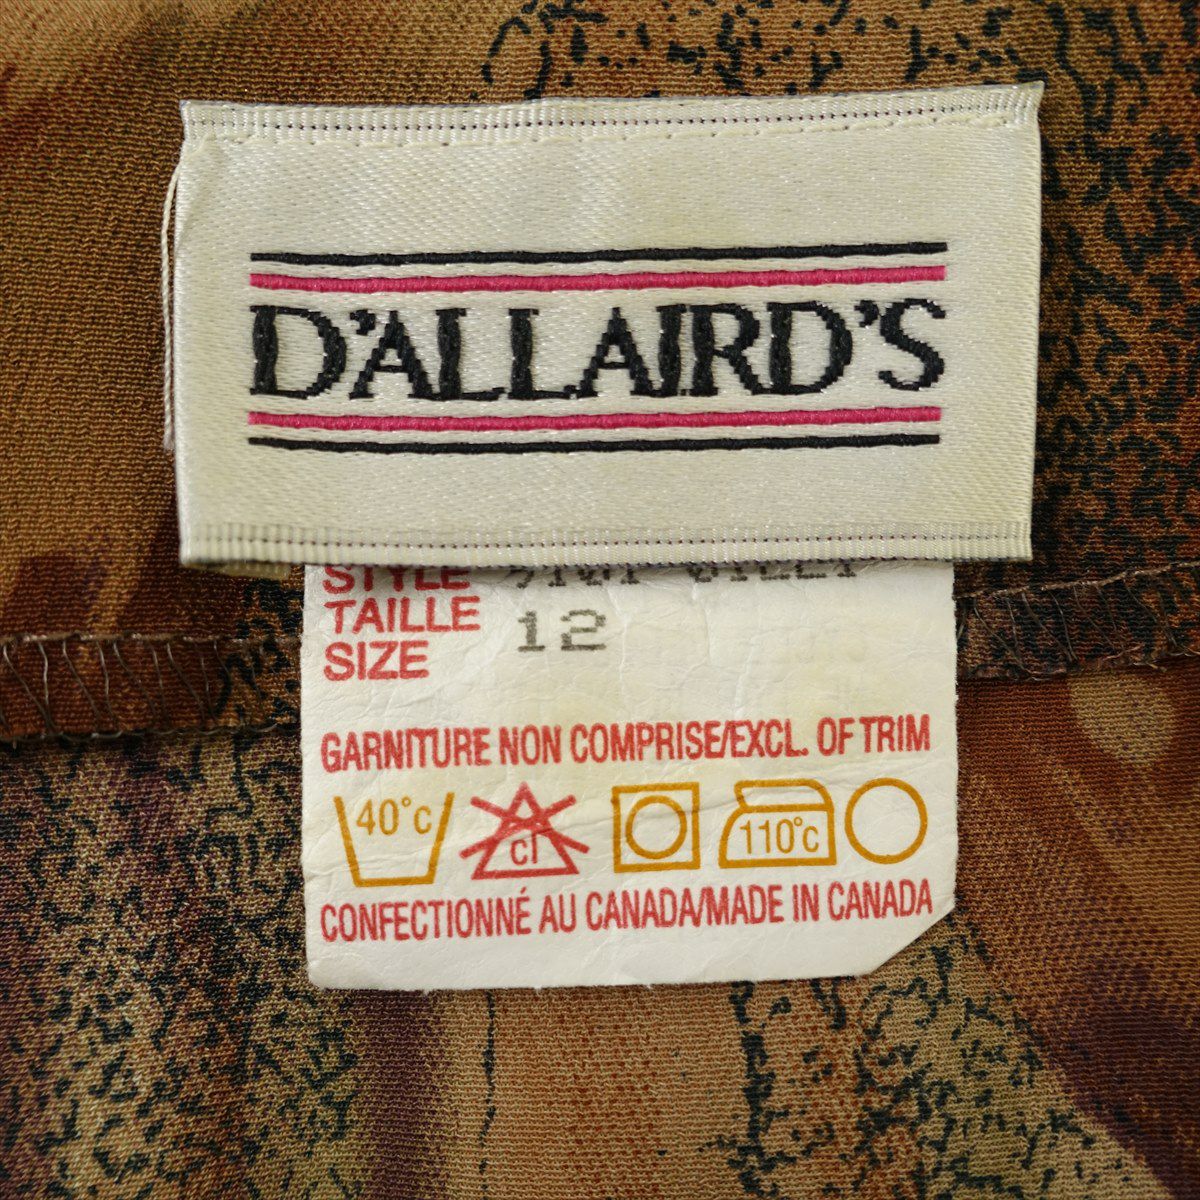 D'ALLAIRD'S
STYLE
TAILLE 12
SIZE
GARNITURE NON COMPRISE/EXCL. OF TRIM
40°c cl 110°c
CONFECTIONNÉ AU CANADA/MADE IN CANADA